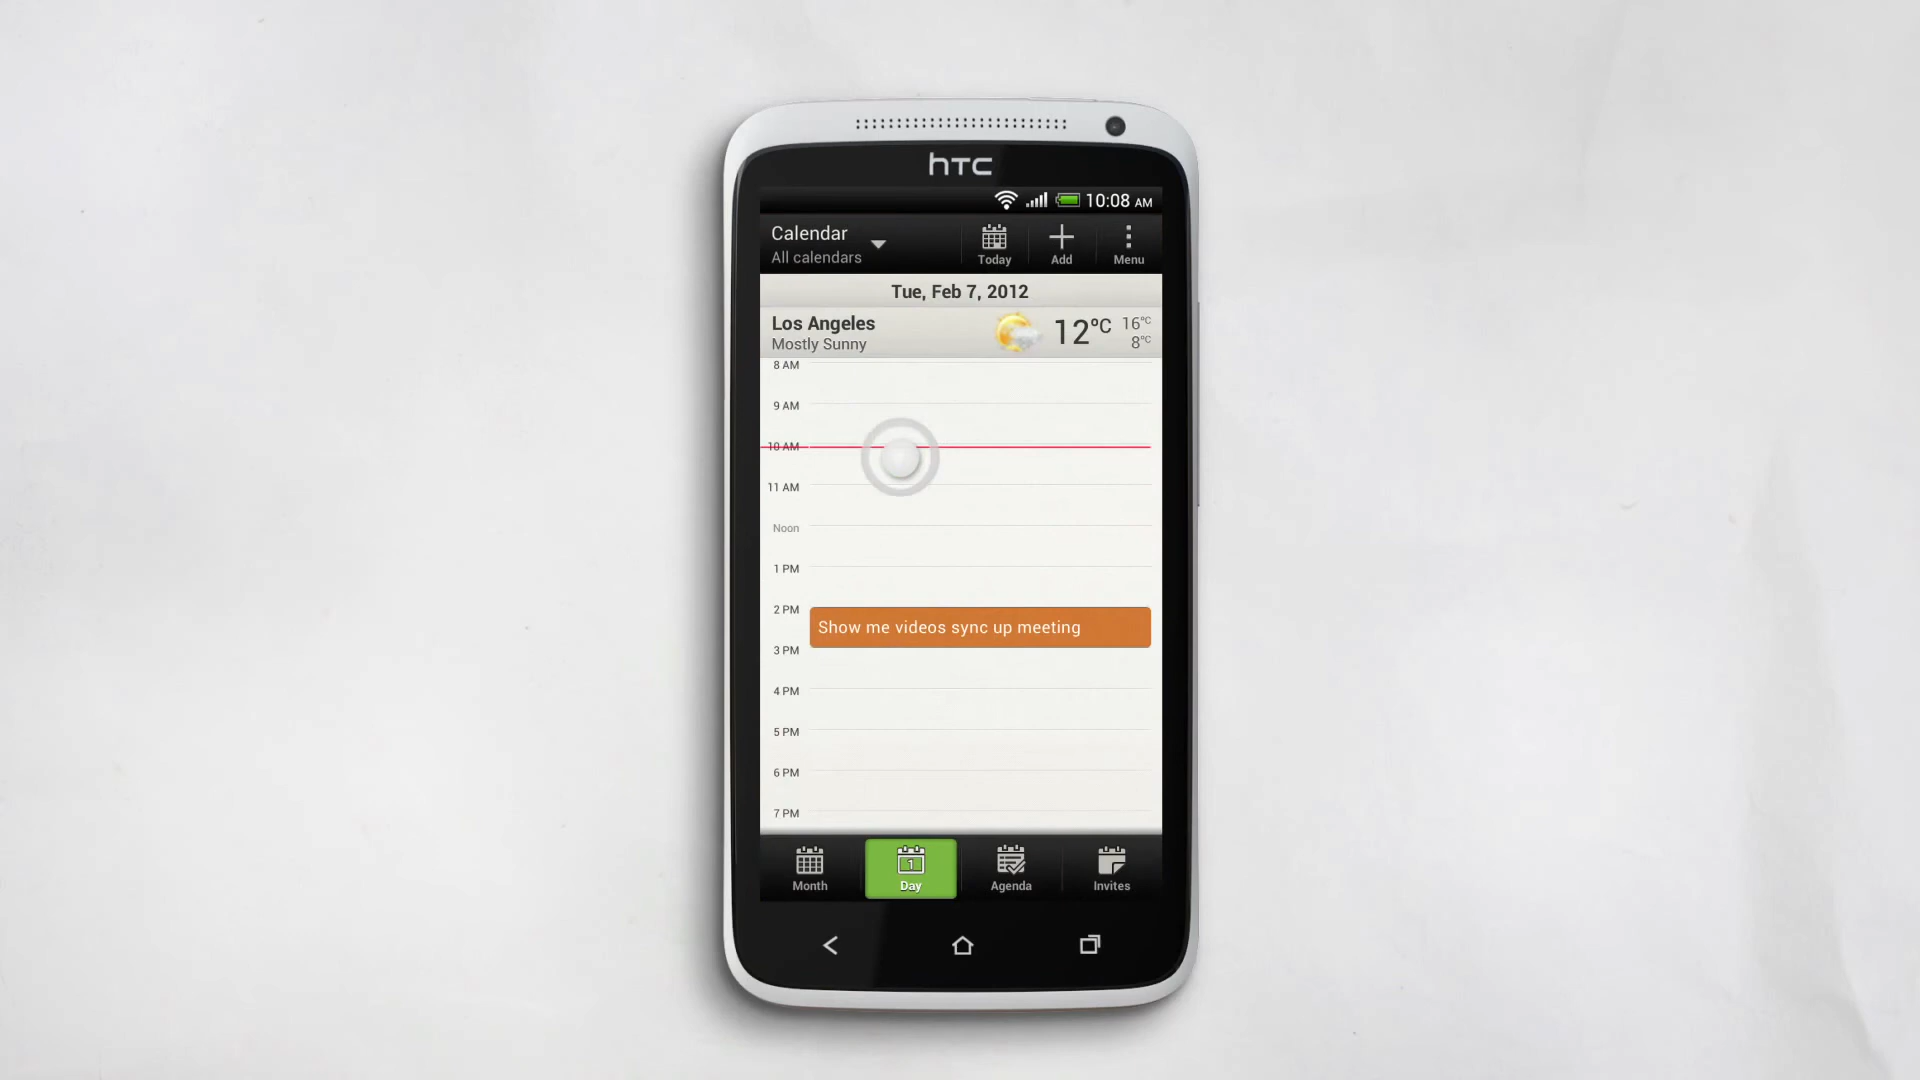 hTC
10:08 AM
Calendar
All calendars
Today
Add
Menu
Tue, Feb 7, 2012
Los Angeles
Mostly Sunny
12°C
16°C
8°C
8 AM
9 AM
10 AM
11 AM
Noon
1 PM
2 PM
Show me videos sync up meeting
3 PM
4 PM
5 PM
6 PM
7 PM
Month
1
Day
Agenda
Invites